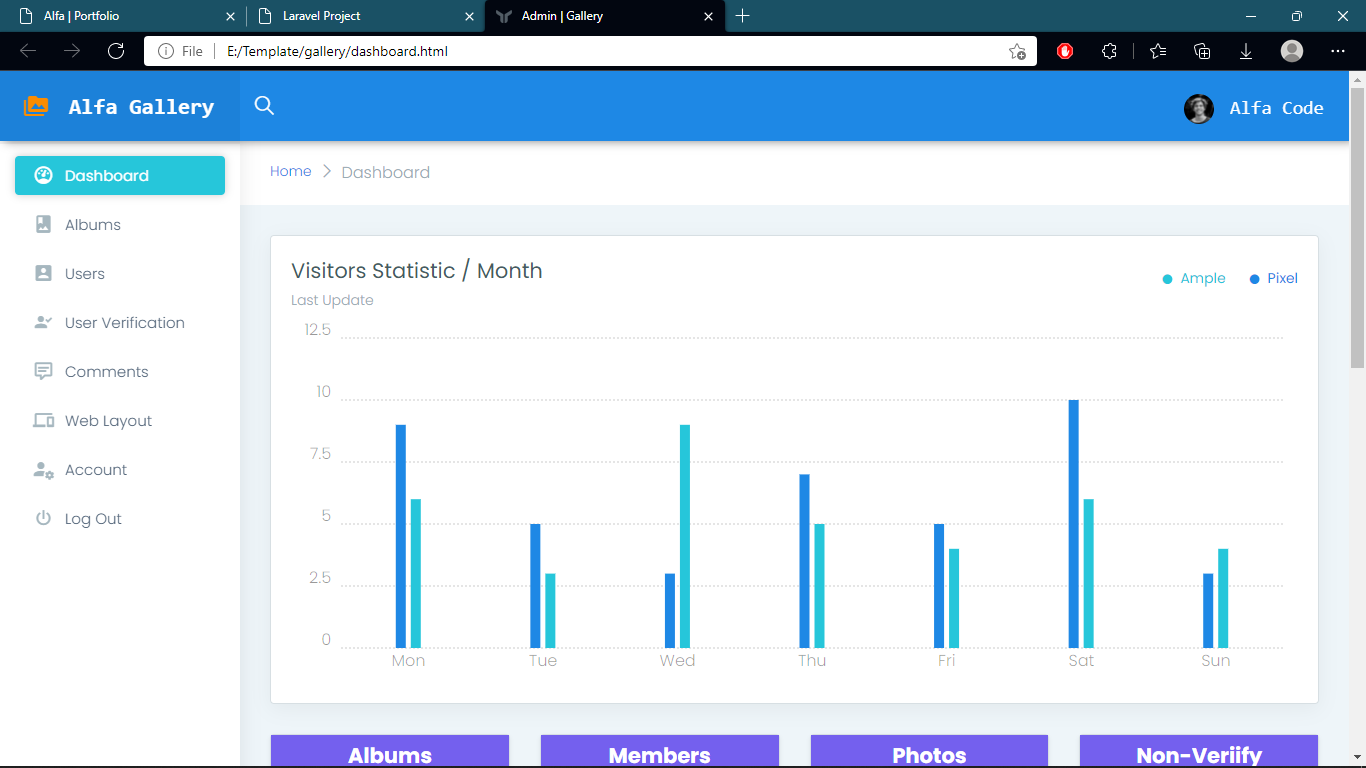 Alfa | Portfolio
Laravel Project
Admin | Gallery
File
E:/Template/gallery/dashboard.html
Alfa Gallery
Alfa Code
Dashboard
Albums
Users
User Verification
Comments
Web Layout
Account
Log Out
Home
Dashboard
Visitors Statistic / Month
Last Update
Ample
Pixel
12.5
10
7.5
5
2.5
0
Mon
Tue
Wed
Thu
Fri
Sat
Sun
Albums
Members
Photos
Non-Veriify